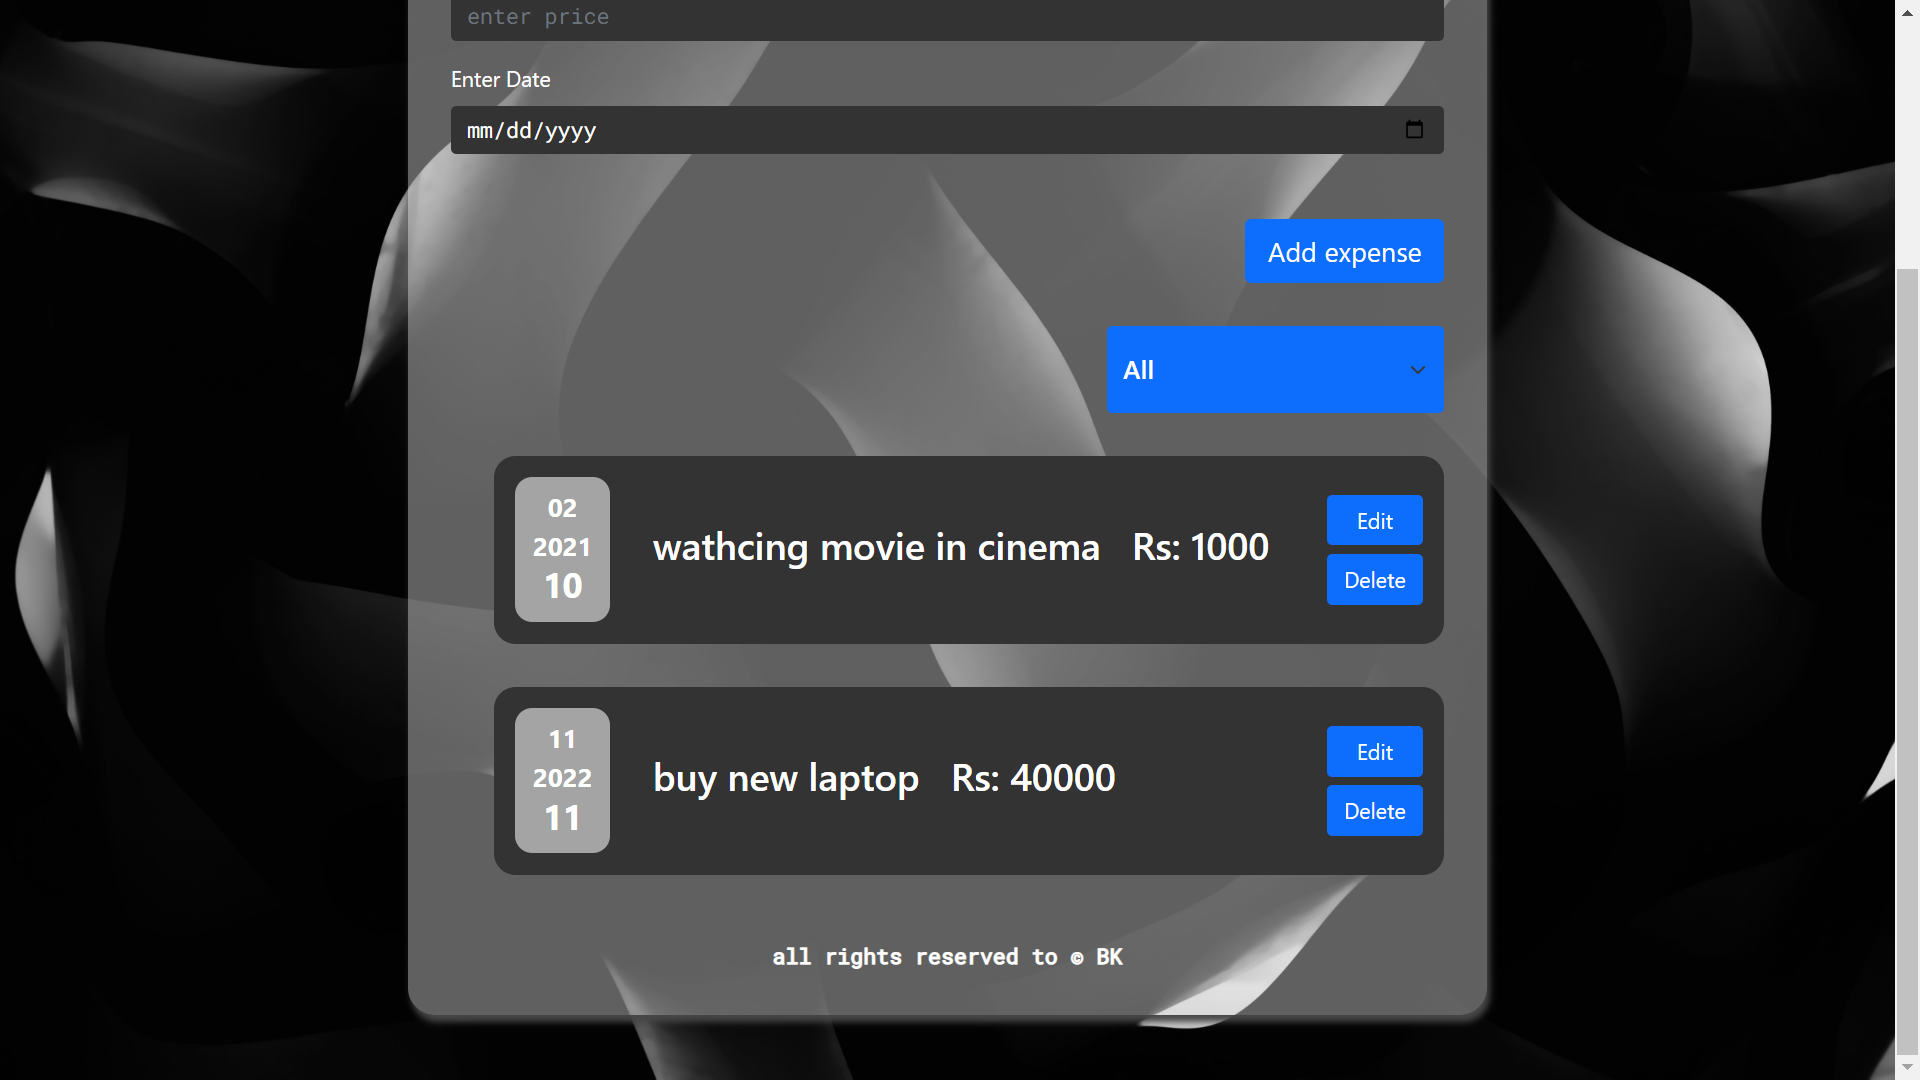 enter price
Enter Date
mm/dd/yyyy
Add expense
All
02
2021
10
wathcing movie in cinema Rs: 1000
Edit
Delete
11
2022
11
buy new laptop Rs: 40000
Edit
Delete
all rights reserved to © BK